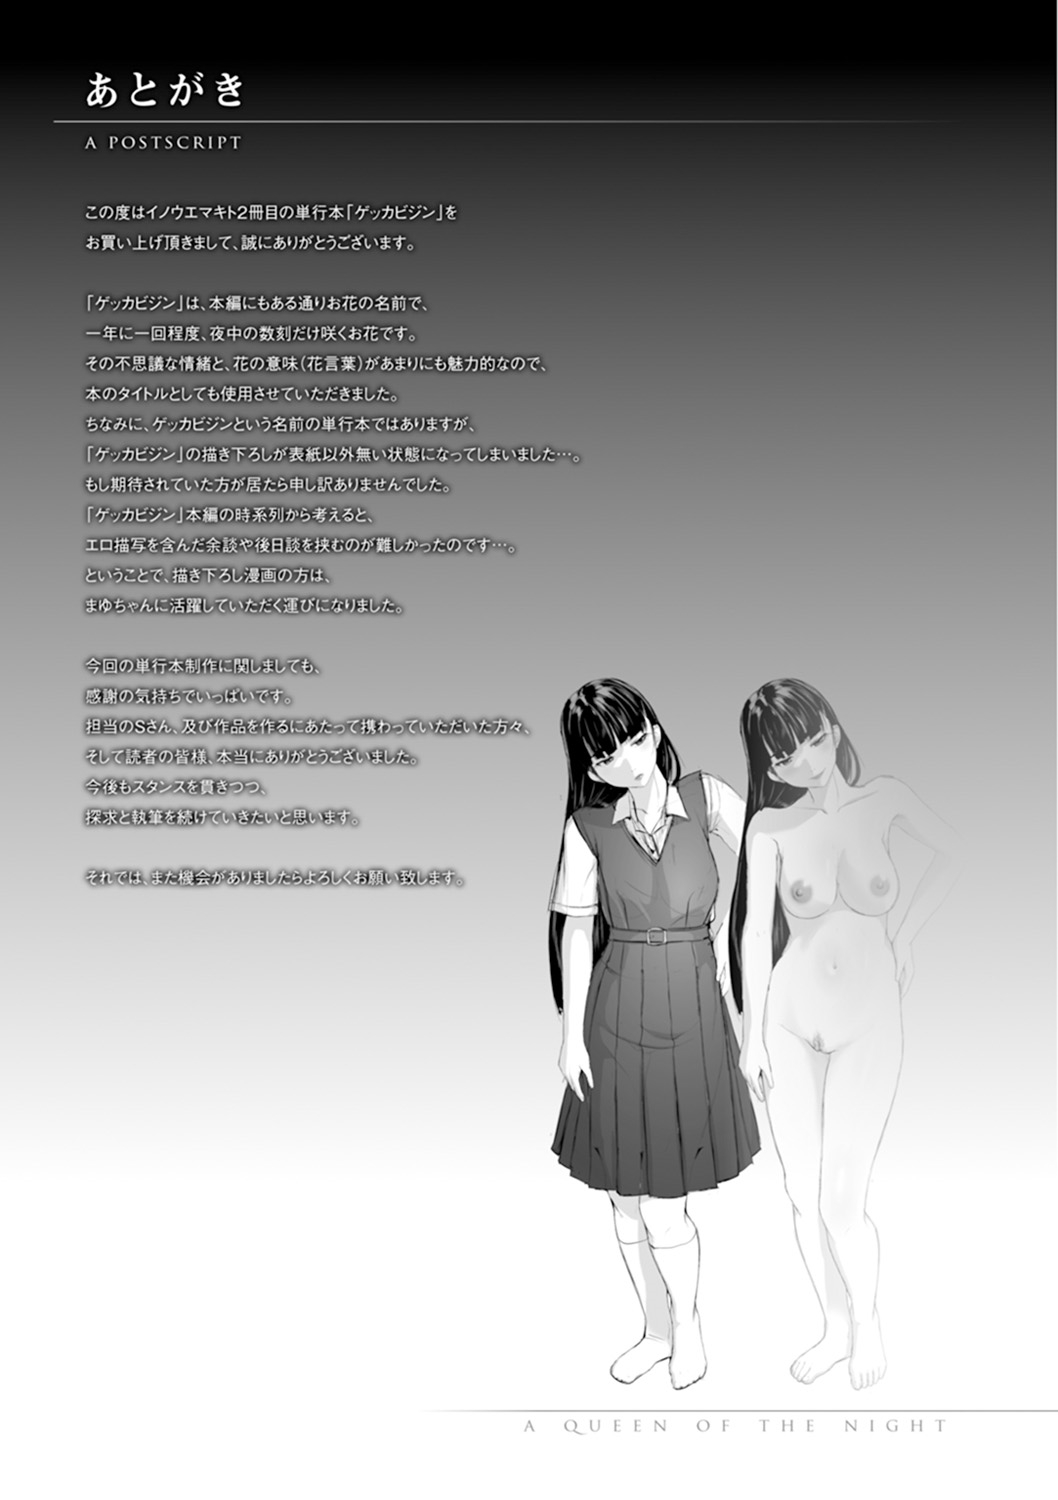 あとがき
A POSTSCRIPT
この度はイノウエマキト2冊目の単行本「ゲッカビジン」を
お買い上げ頂きまして、誠にありがとうございます。
「ゲッカビジン」は、本編にもある通りお花の名前で、
一年に一回程度、夜中の数刻だけ咲くお花です。
その不思議な情緒と、花の意味（花言葉）があまりにも魅力的なので、
本のタイトルとしても使用させていただきました。
ちなみに、ゲッカビジンという名前の単行本ではありますが、
「ゲッカビジン」の描き下ろしが表紙以外無い状態になってしまいました…。
もし期待されていた方が居たら申し訳ありませんでした。
「ゲッカビジン」本編の時系列から考えると、
エロ描写を含んだ余談や後日談を挟むのが難しかったのです…。
ということで、描き下ろし漫画の方は、
まゆちゃんに活躍していただく運びになりました。
今回の単行本制作に関しましても、
感謝の気持ちでいっぱいです。
担当のSさん、及び作品を作るにあたって携わっていただいた方々、
そして読者の皆様、本当にありがとうございました。
今後もスタンスを貫きつつ、
探求と執筆を続けていきたいと思います。
それでは、また機会がありましたらよろしくお願い致します。
A QUEEN OF THE NIGHT